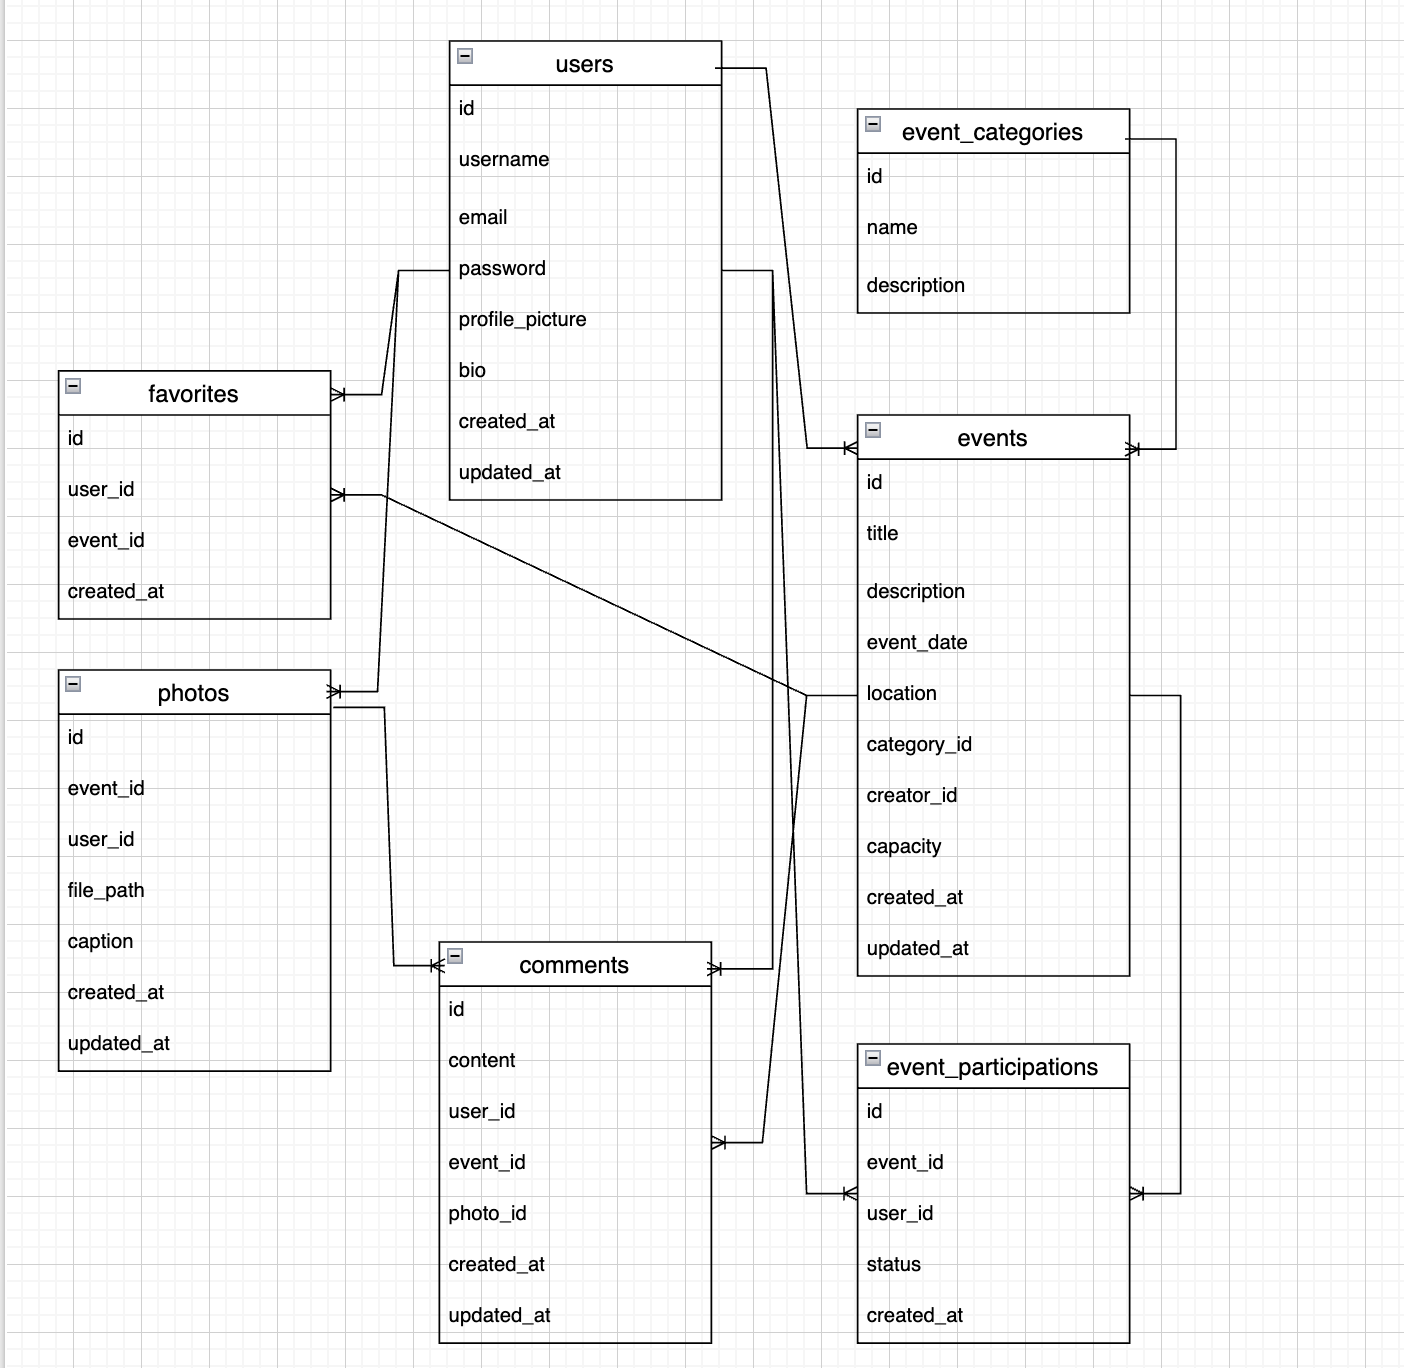 users
id
username
email
password
profile_picture
bio
created_at
updated_at
event_categories
id
name
description
favorites
id
user_id
event_id
created_at
events
id
title
description
event_date
location
category_id
creator_id
capacity
created_at
updated_at
photos
id
event_id
user_id
file_path
caption
created_at
updated_at
comments
id
content
user_id
event_id
photo_id
created_at
updated_at
event_participations
id
event_id
user_id
status
created_at